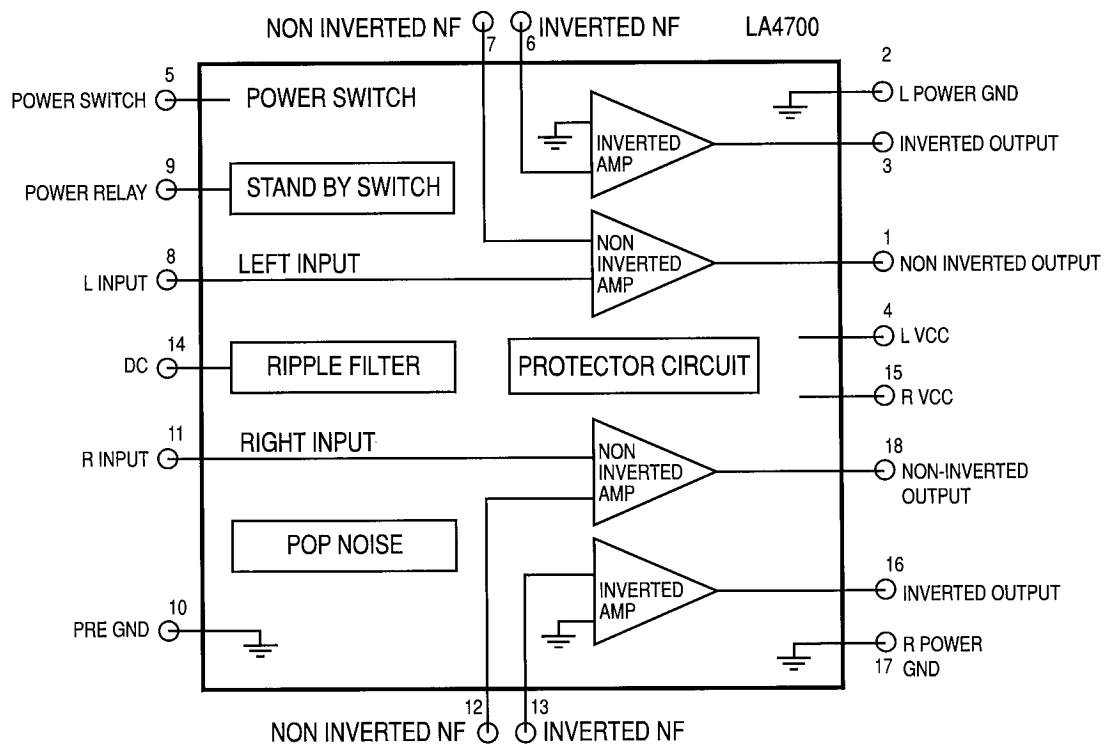 NON INVERTED NF
7
6
INVERTED NF
LA4700
5
POWER SWITCH
POWER SWITCH
2
L POWER GND
INVERTED AMP
INVERTED OUTPUT
3
9
POWER RELAY
STAND BY SWITCH
8
L INPUT
LEFT INPUT
NON
INVERTED
AMP
1
NON INVERTED OUTPUT
4
L VCC
14
DC
RIPPLE FILTER
PROTECTOR CIRCUIT
15
R VCC
11
R INPUT
RIGHT INPUT
NON
INVERTED
AMP
18
NON-INVERTED
OUTPUT
POP NOISE
INVERTED
AMP
16
INVERTED OUTPUT
10
PRE GND
R POWER
17
GND
12
13
NON INVERTED NF
INVERTED NF